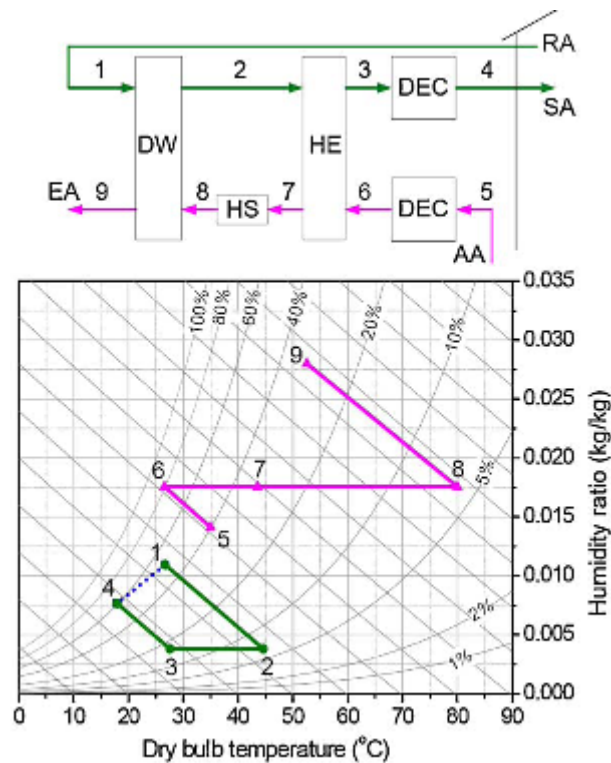 RA
1 2 3 DEC 4
SA
DW HE
EA 9 8 HS 7 6 DEC 5
AA
0.035
100% 80% 60% 40% 20% 10%
0.030
9
0.025
0.020
6 7 8 5%
0.015
5
1
0.010
4
0.005
3 2 2%
1%
0.000
0 10 20 30 40 50 60 70 80 90
Dry bulb temperature (°C)
Humidity ratio (kg/kg)